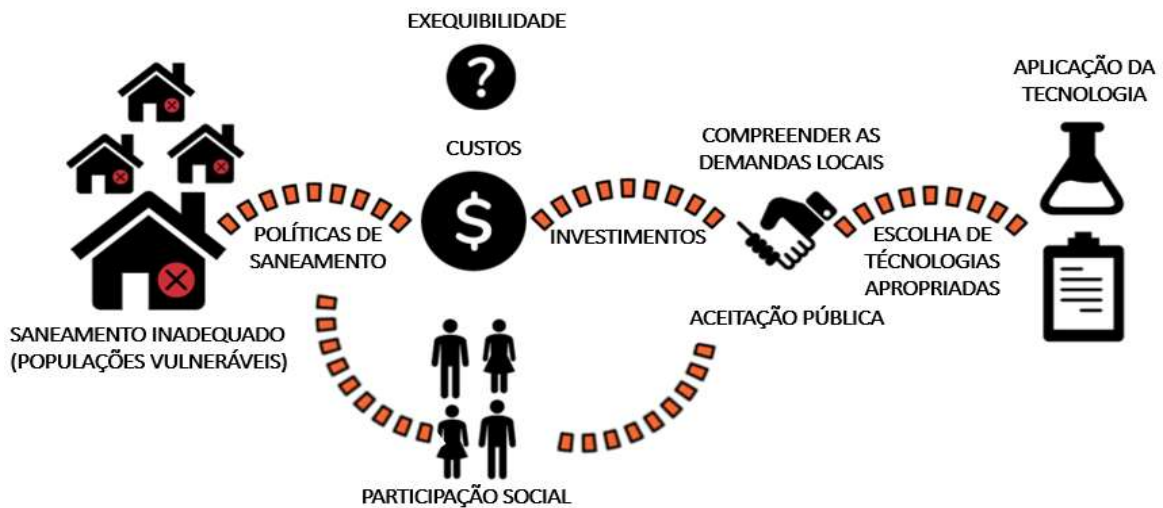 EXEQUIBILIDADE
?
CUSTOS
$
POLÍTICAS DE
SANEAMENTO
SANEAMENTO INADEQUADO
(POPULAÇÕES VULNERÁVEIS)
PARTICIPAÇÃO SOCIAL
INVESTIMENTOS
COMPREENDER AS
DEMANDAS LOCAIS
ACEITAÇÃO PÚBLICA
ESCOLHA DE
TÉCNOLOGIAS
APROPRIADAS
APLICAÇÃO DA
TECNOLOGIA